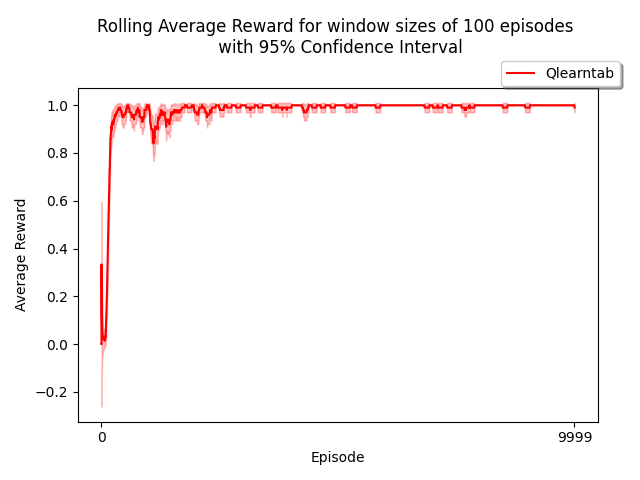 Rolling Average Reward for window sizes of 100 episodes
with 95% Confidence Interval
Qlearntab
1.0
0.8
0.6
0.4
0.2
0.0
−0.2
Average Reward
0
9999
Episode